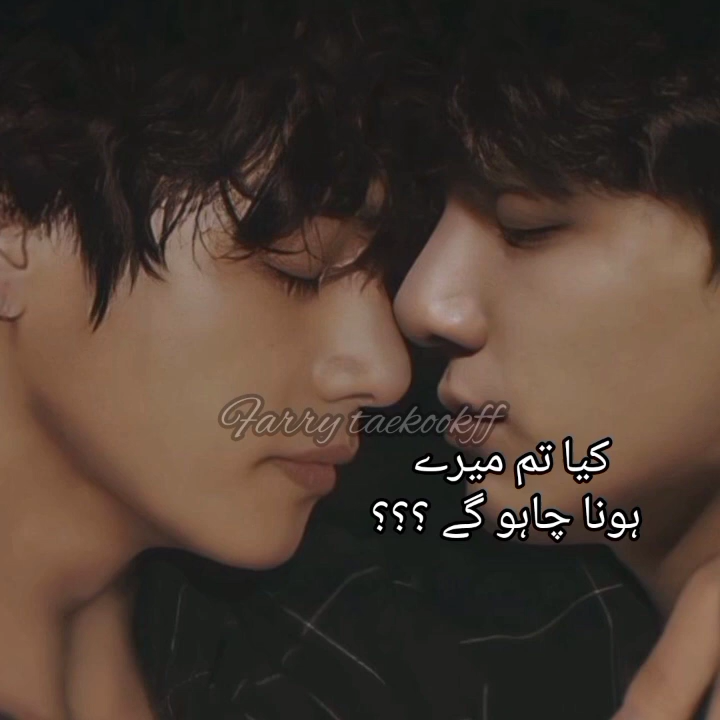 Farry taekookff
کیا تم میرے
ہونا چاہو گے ؟؟؟